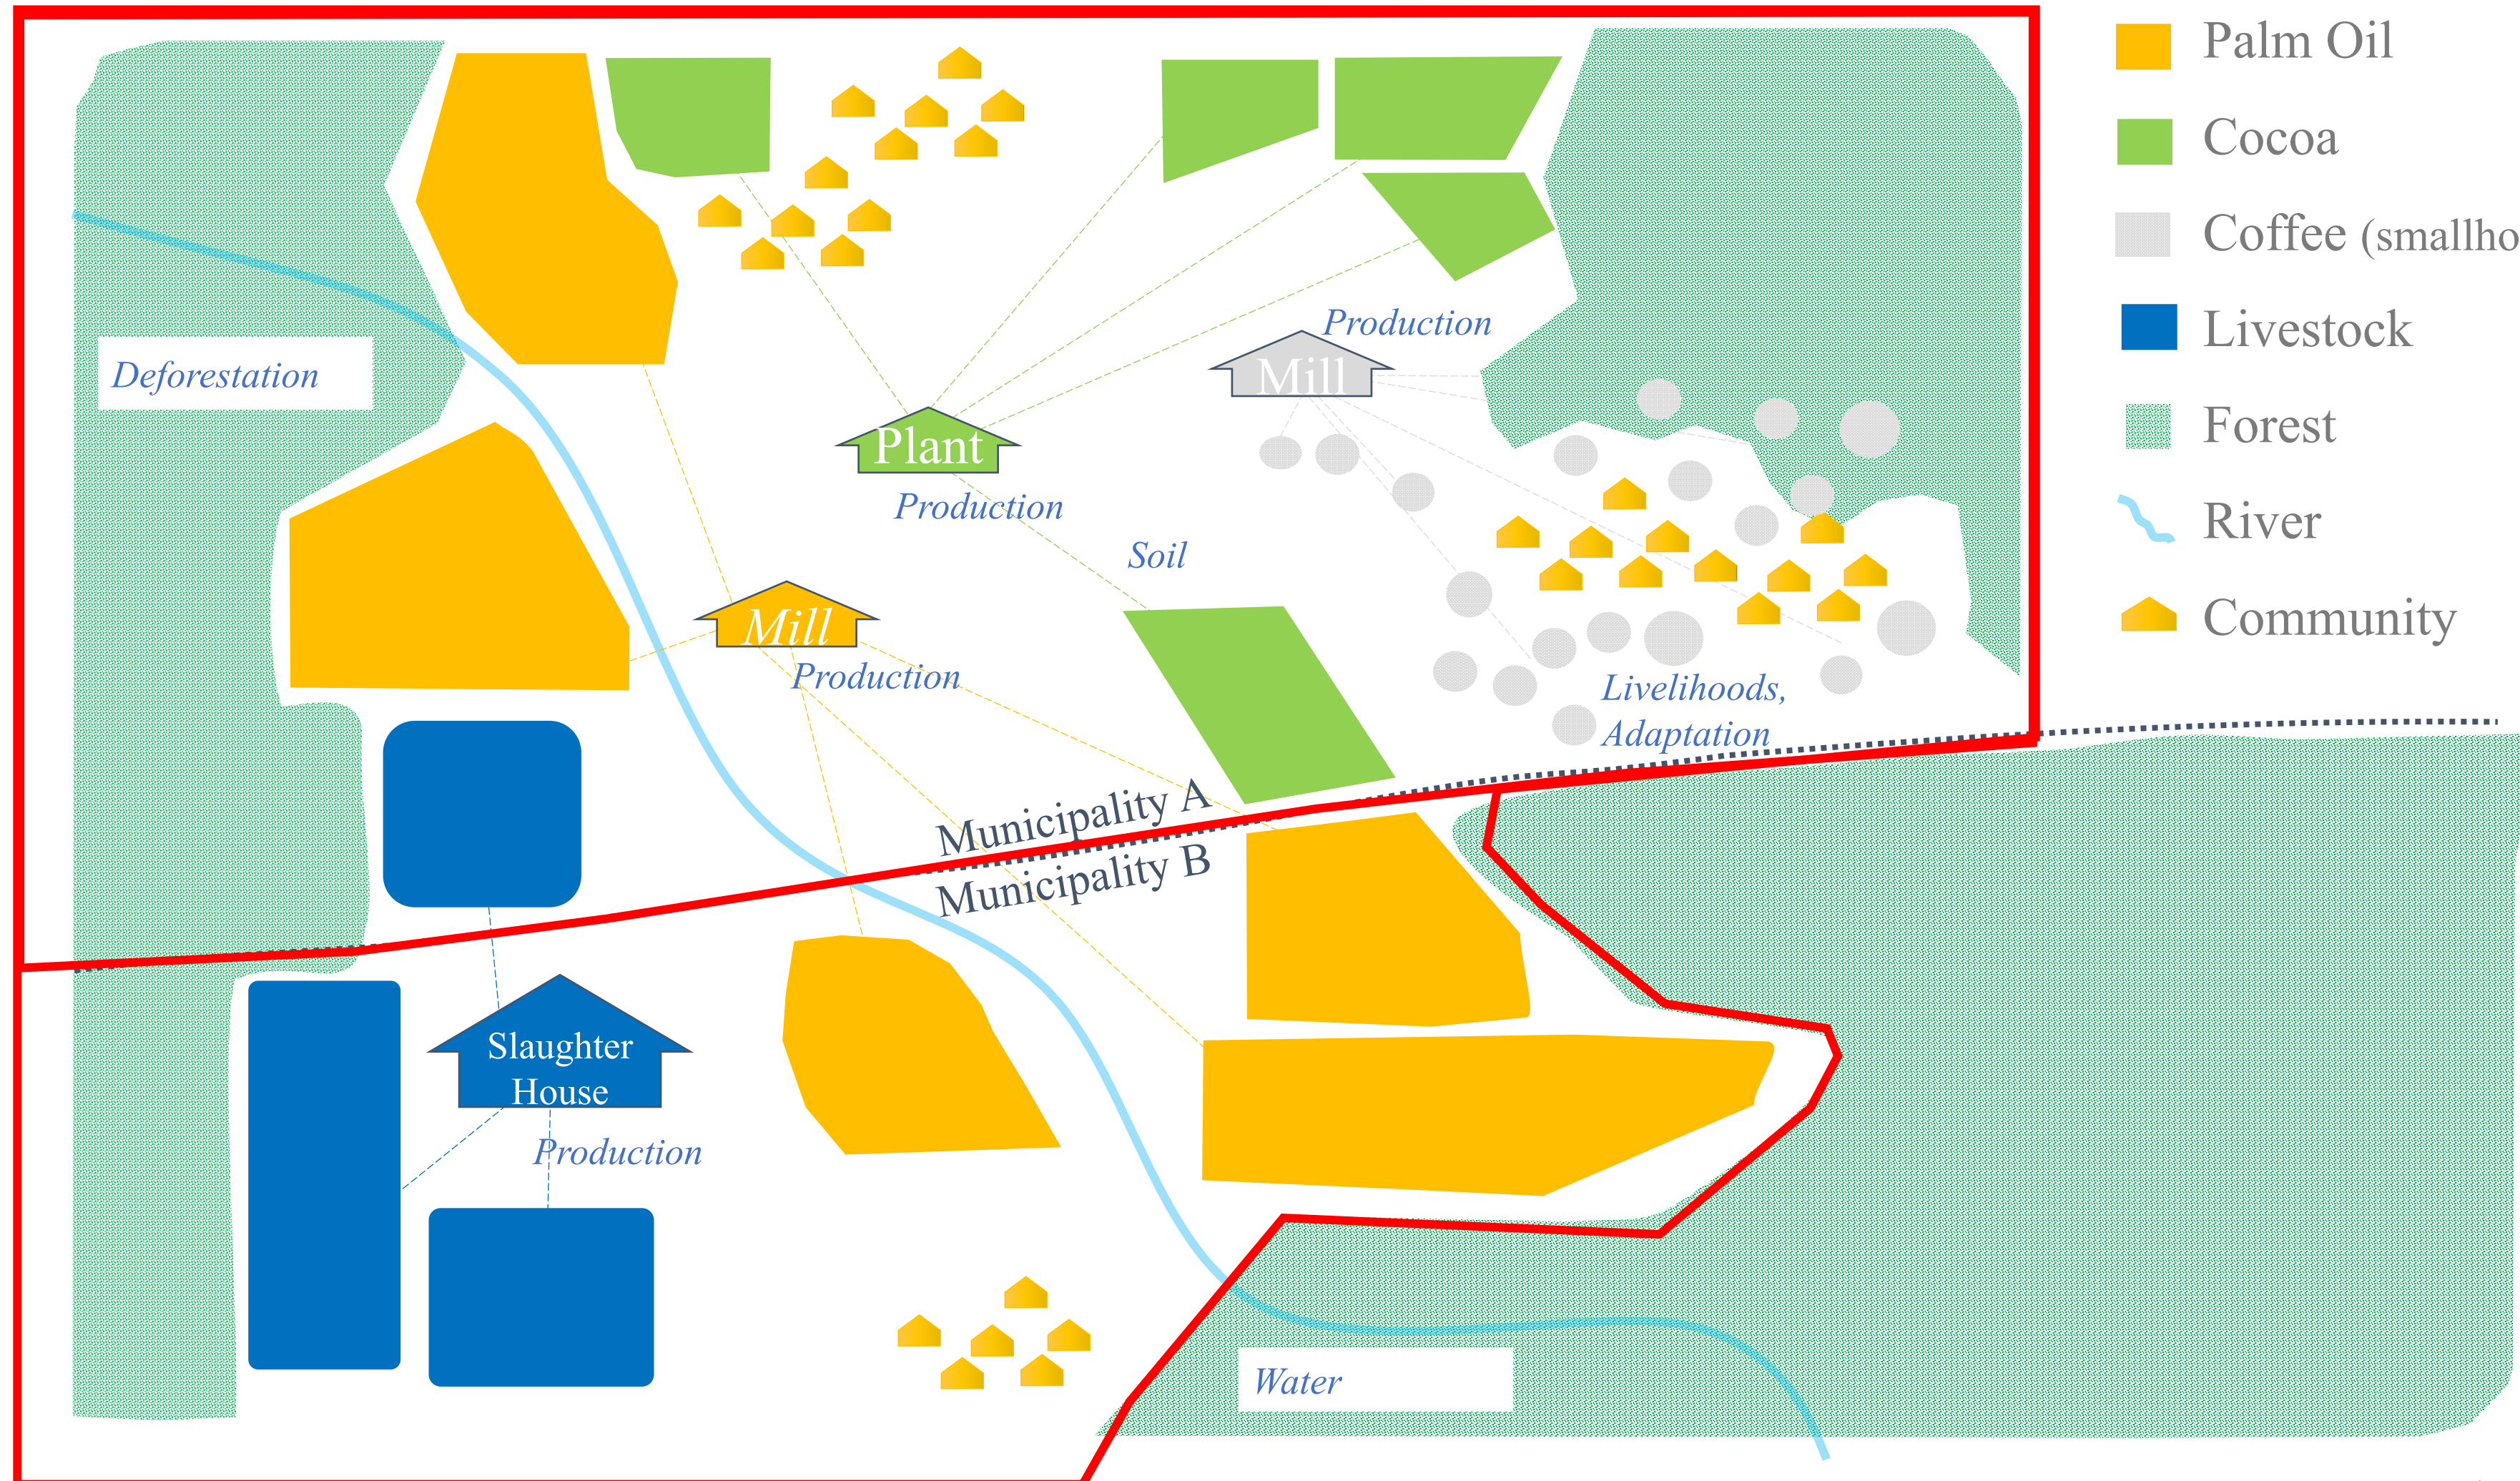 Palm Oil
Cocoa
Coffee (smallho
Livestock
Forest
River
Community
Deforestation
Production
Mill
Plant
Production
Soil
Mill
Production
Livelihoods,
Adaptation
Municipality A
Municipality B
Slaughter
House
Production
Water